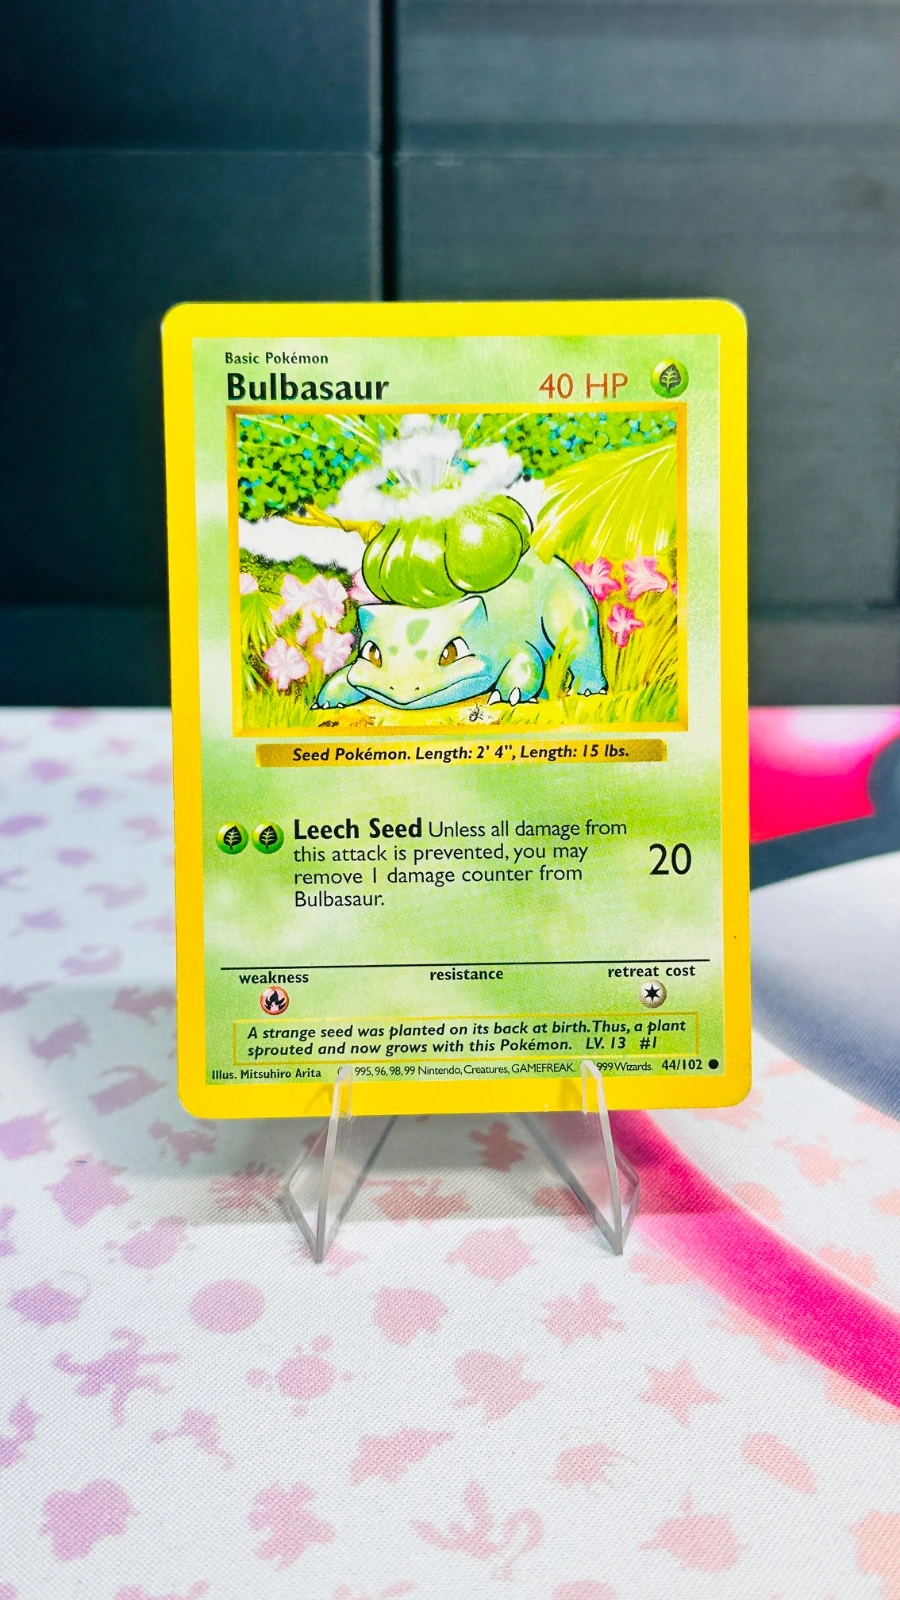 Basic Pokémon
Bulbasaur 40 HP
Seed Pokémon. Length: 2' 4", Length: 15 lbs.
Leech Seed Unless all damage from
this attack is prevented, you may
remove 1 damage counter from
Bulbasaur.
20
weakness resistance retreat cost
A strange seed was planted on its back at birth. Thus, a plant
sprouted and now grows with this Pokémon. LV. 13 #1
Illus. Mitsuhiro Arita 995, 96, 98, 99 Nintendo, Creatures, GAMEFREAK. 999 Wizards. 44/102